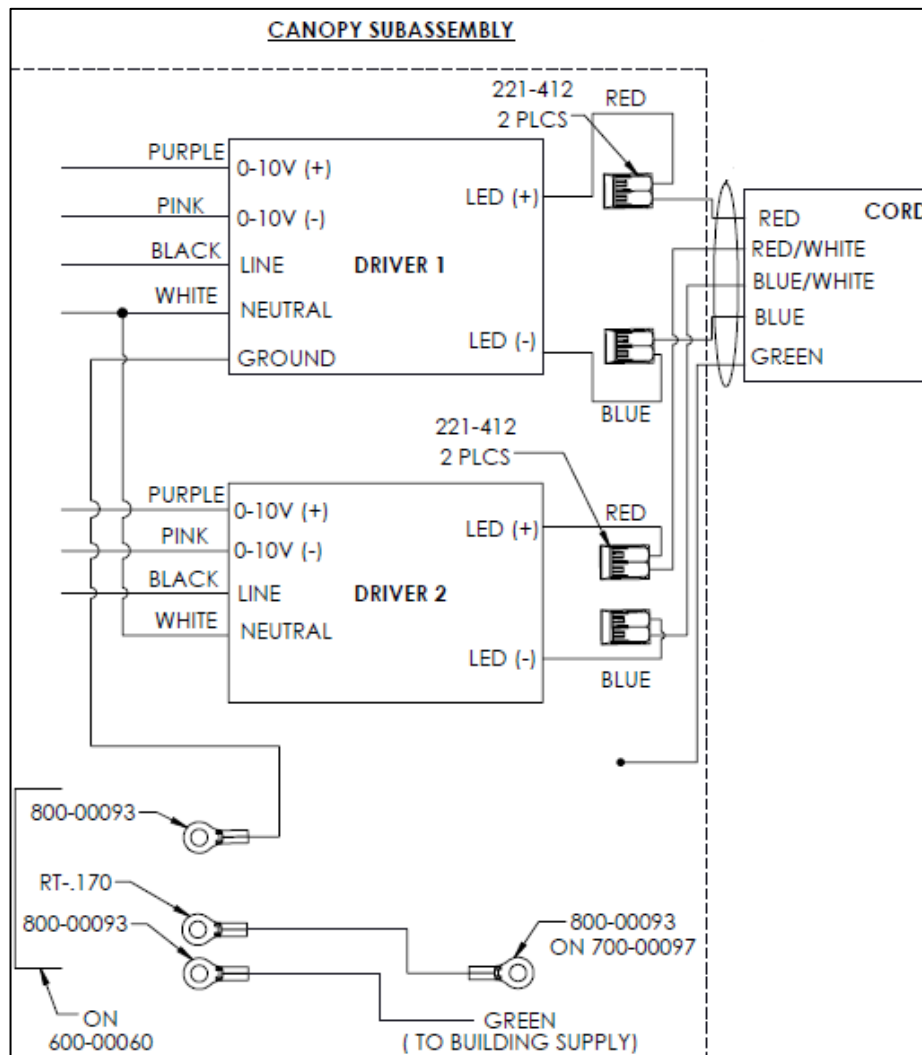 CANOPY SUBASSEMBLY
221-412
2 PLCS
RED
PURPLE
0-10V (+)
LED (+)
PINK
0-10V (-)
BLACK
LINE
DRIVER 1
WHITE
NEUTRAL
LED (-)
GROUND
BLUE
CORD
RED
RED/WHITE
BLUE/WHITE
BLUE
GREEN
221-412
2 PLCS
RED
PURPLE
0-10V (+)
LED (+)
PINK
0-10V (-)
BLACK
LINE
DRIVER 2
WHITE
NEUTRAL
LED (-)
BLUE
800-00093
RT-.170
800-00093
800-00093
ON 700-00097
ON
600-00060
GREEN
( TO BUILDING SUPPLY)